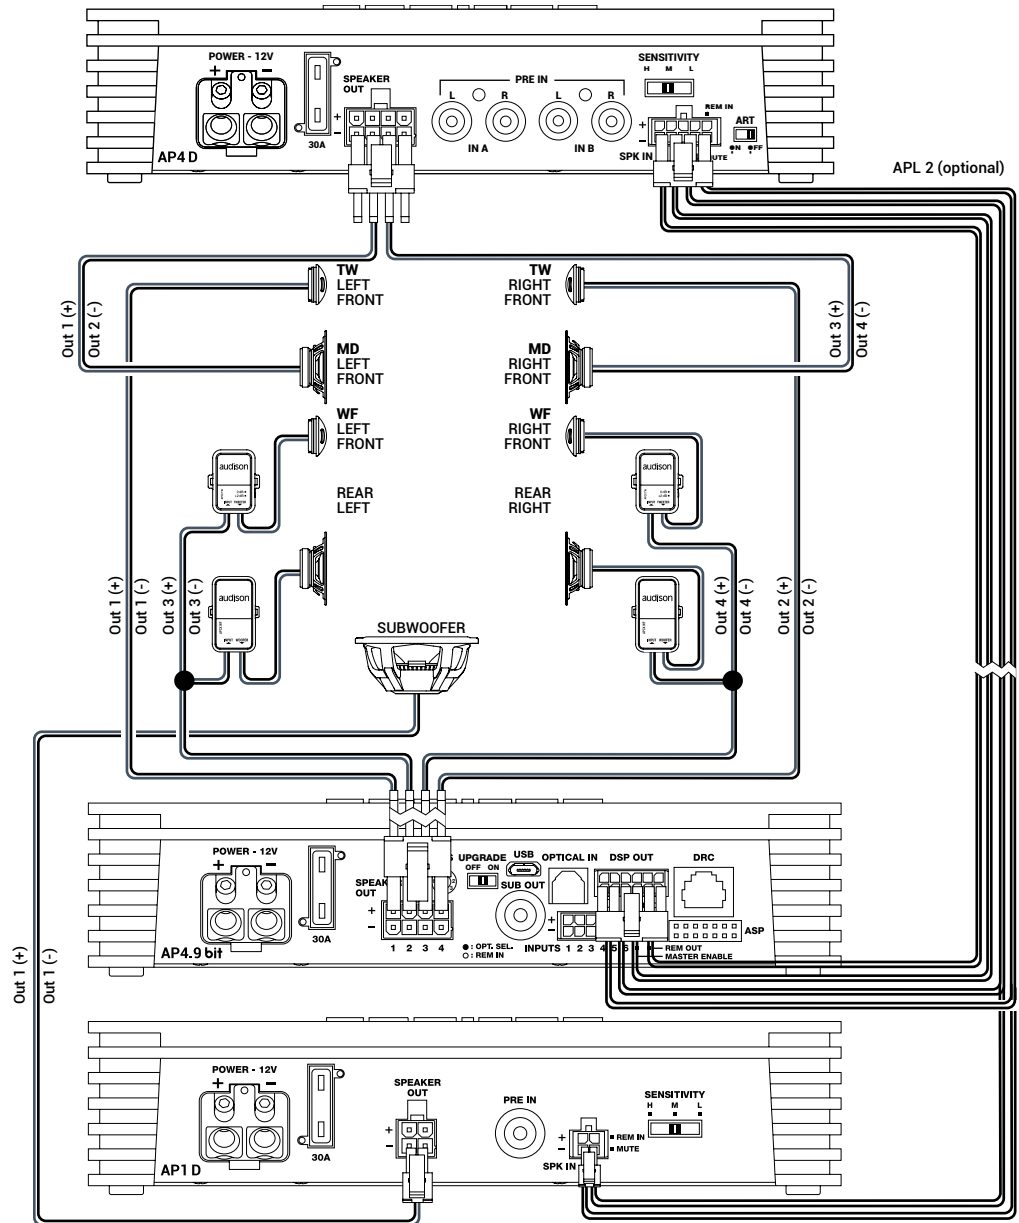 POWER - 12V
+ −
30A
SPEAKER
OUT
+
−
PRE IN
L R L R
IN A IN B
SENSITIVITY
H M L
REM IN
+
−
SPK IN
UTE
ART
ON OFF
AP4 D
APL 2 (optional)
Out 1 (+)
Out 2 (-)
TW
LEFT
FRONT
TW
RIGHT
FRONT
Out 3 (+)
Out 4 (-)
MD
LEFT
FRONT
MD
RIGHT
FRONT
WF
LEFT
FRONT
WF
RIGHT
FRONT
audison
audison
REAR
LEFT
REAR
RIGHT
Out 1 (+)
Out 1 (-)
Out 3 (+)
Out 3 (-)
audison
INPUT WOOFER
audison
INPUT WOOFER
Out 4 (+)
Out 4 (-)
Out 2 (+)
Out 2 (-)
SUBWOOFER
POWER - 12V
+ −
30A
SPEAK
OUT
+
−
1 2 3 4
S
2
UPGRADE
OFF ON
USB
SUB OUT
OPTICAL IN
DSP OUT
DRC
ASP
+
−
● : OPT. SEL.
○ : REM IN
INPUTS 1 2 3 4 5 6
REM OUT
MASTER ENABLE
AP4.9 bit
Out 1 (+)
Out 1 (-)
POWER - 12V
+ −
30A
SPEAKER
OUT
+
−
PRE IN
SENSITIVITY
H M L
+
−
REM IN
MUTE
SPK IN
AP1 D